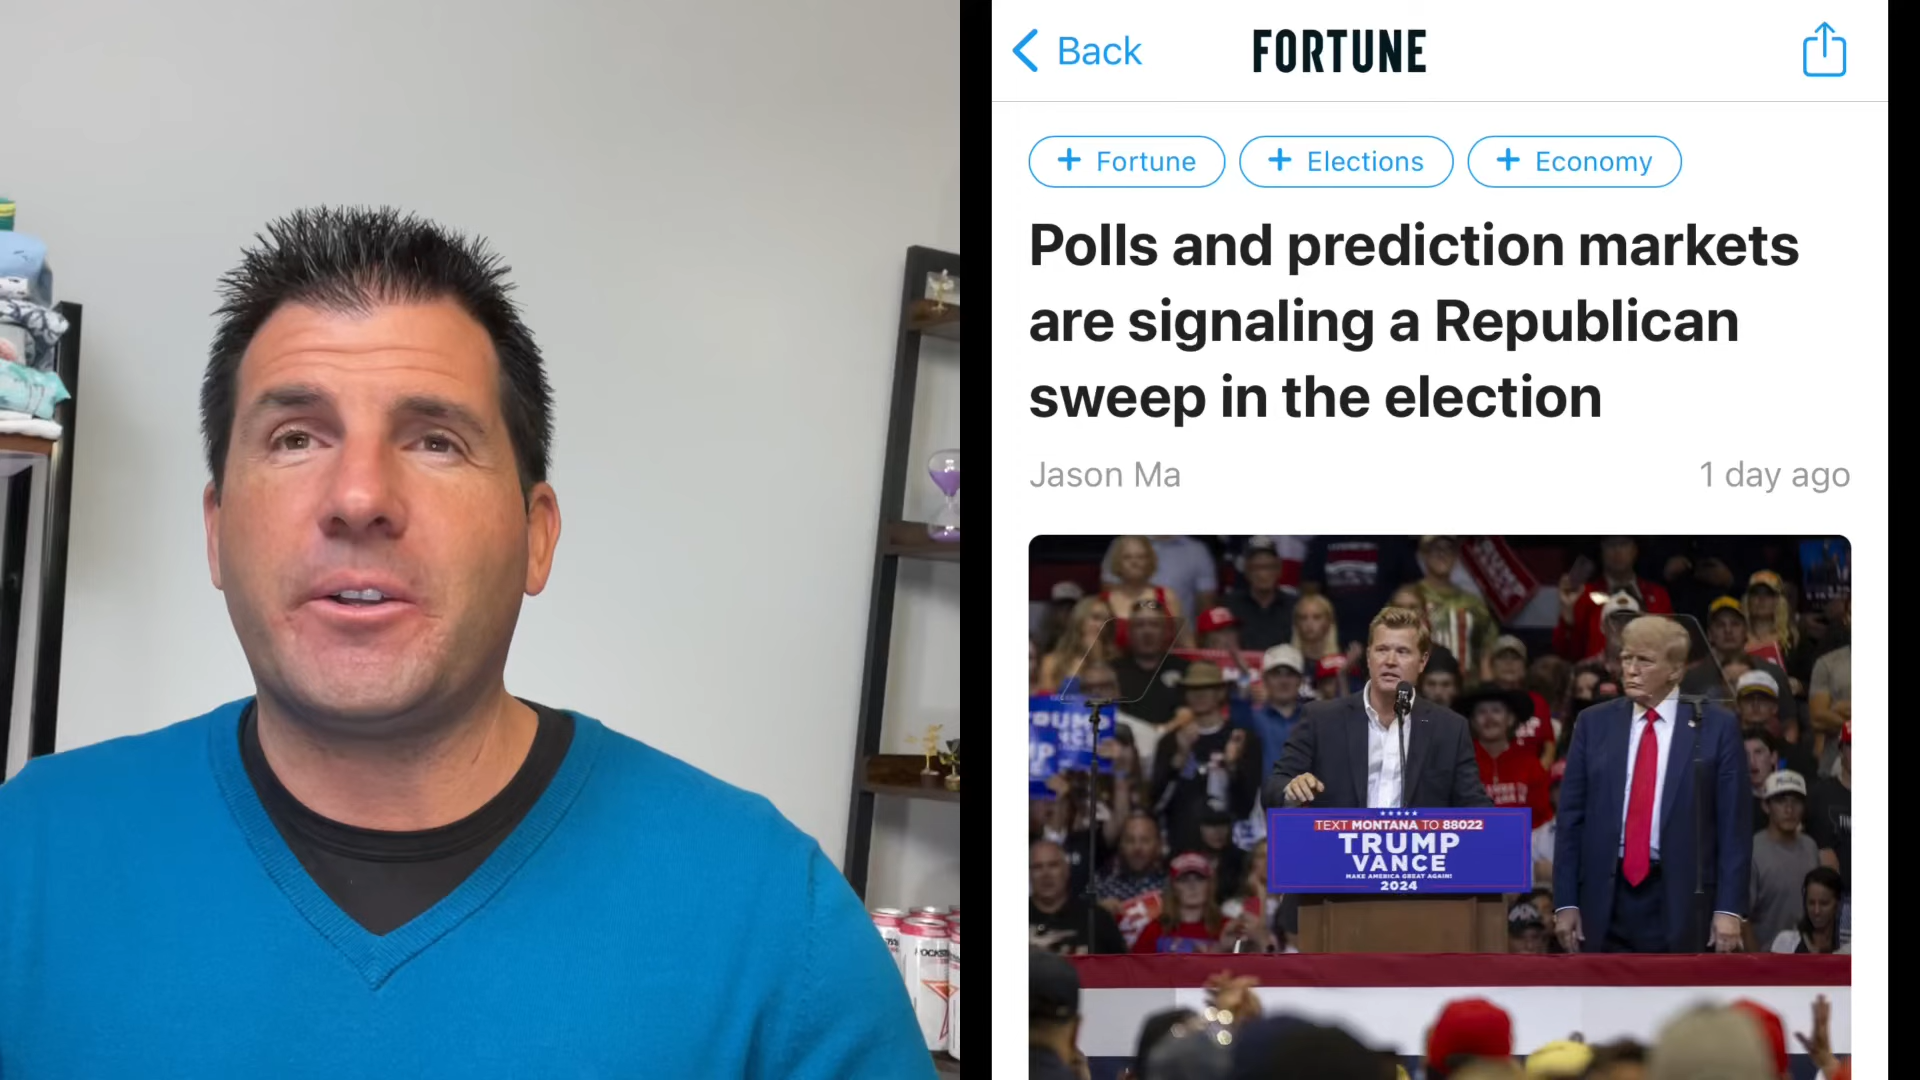 Back
FORTUNE
+ Fortune
+ Elections
+ Economy
Polls and prediction markets
are signaling a Republican
sweep in the election
Jason Ma
1 day ago
TRUMP
TEXT MONTANA TO 88022
TRUMP
VANCE
MAKE AMERICA GREAT AGAIN!
2024